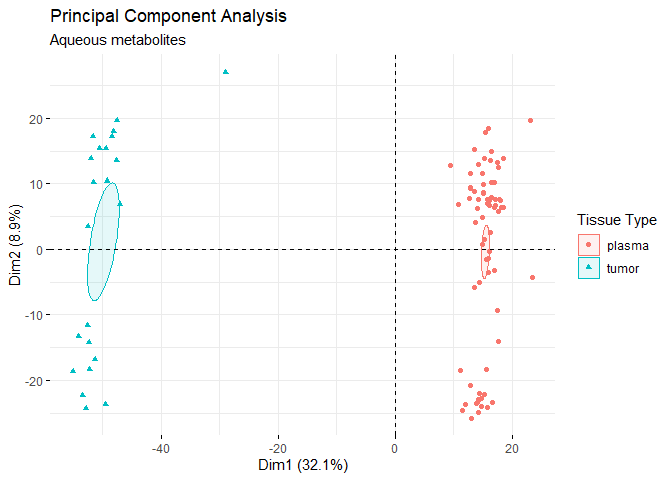 Principal Component Analysis
Aqueous metabolites
Dim2 (8.9%)
20
10
0
-10
-20
-40
-20
0
20
Dim1 (32.1%)
Tissue Type
plasma
tumor